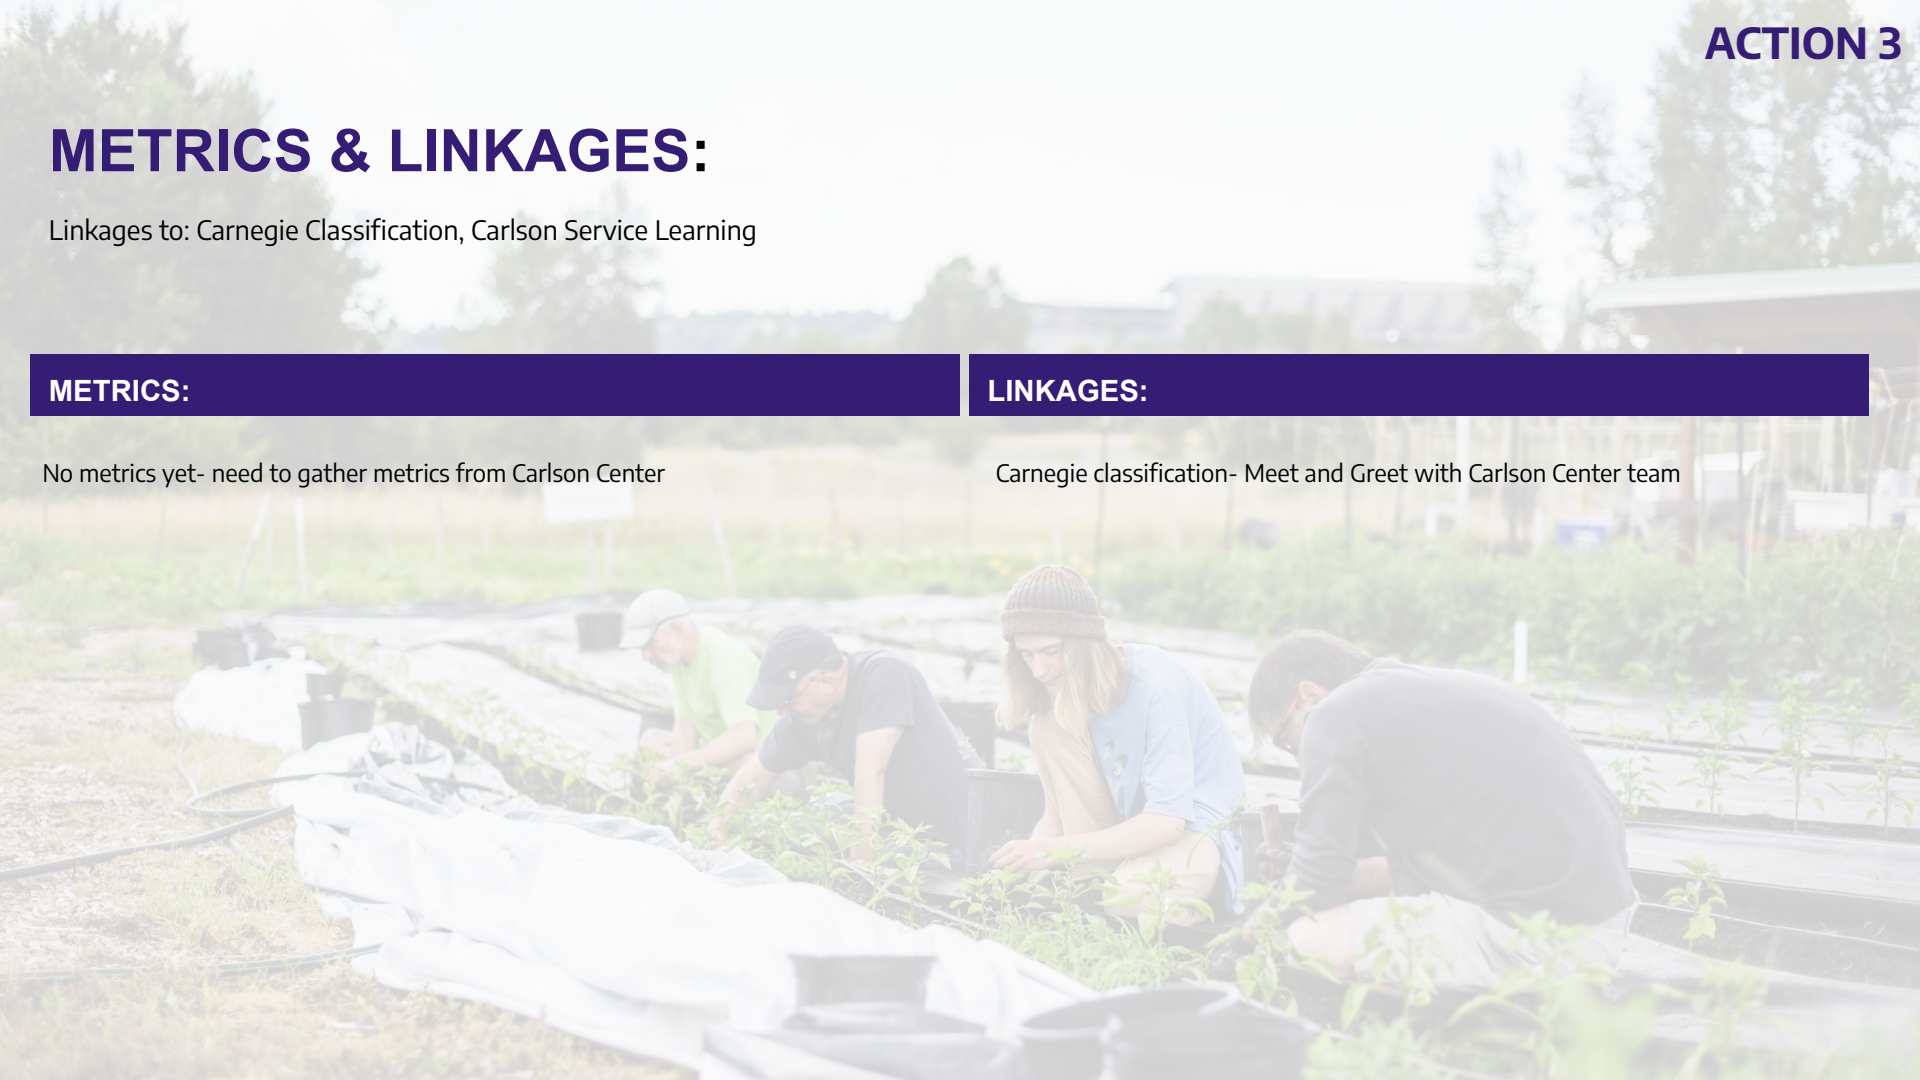 ACTION 3
METRICS & LINKAGES:
Linkages to: Carnegie Classification, Carlson Service Learning
METRICS:
LINKAGES:
No metrics yet- need to gather metrics from Carlson Center
Carnegie classification- Meet and Greet with Carlson Center team